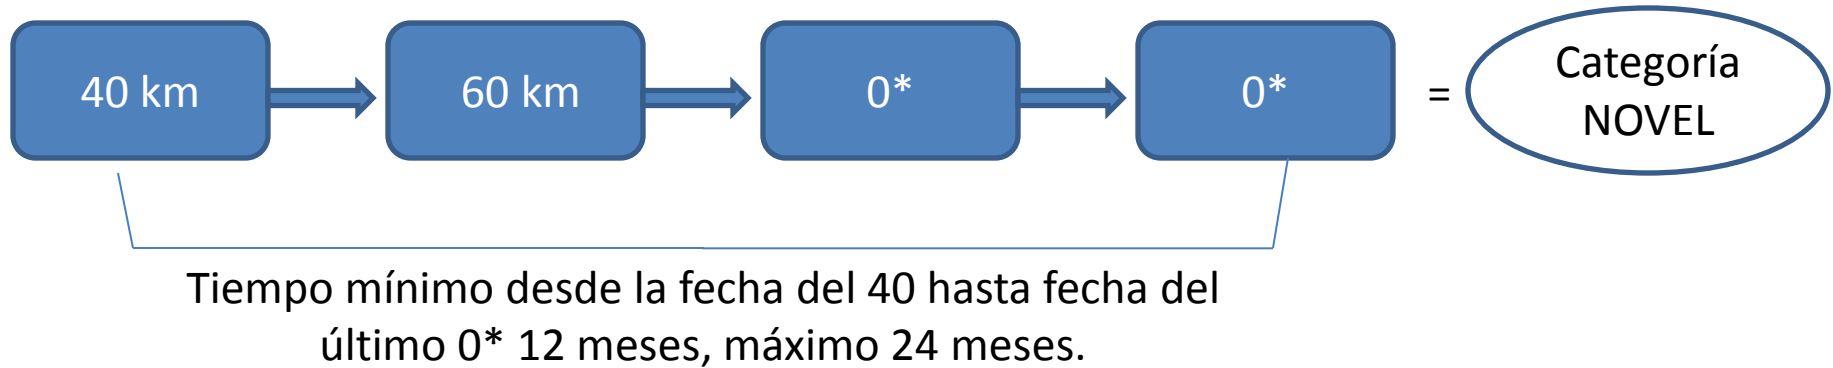 40 km
60 km
0*
0*
=
Categoría
NOVEL
Tiempo mínimo desde la fecha del 40 hasta fecha del
último 0* 12 meses, máximo 24 meses.